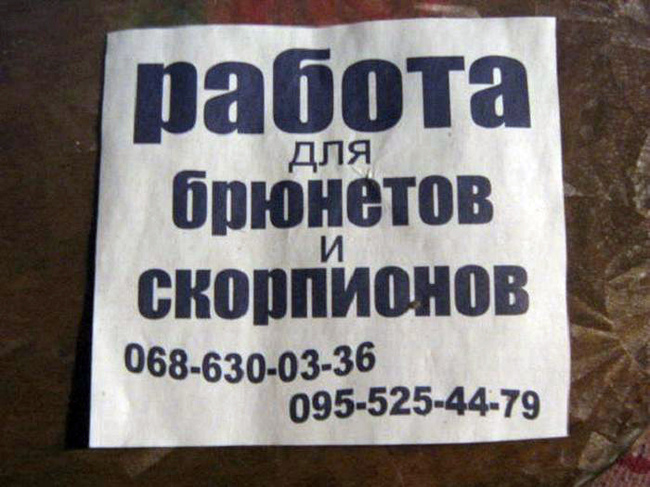 работа
для
брюнетов
и
скорпионов
068-630-03-36
095-525-44-79